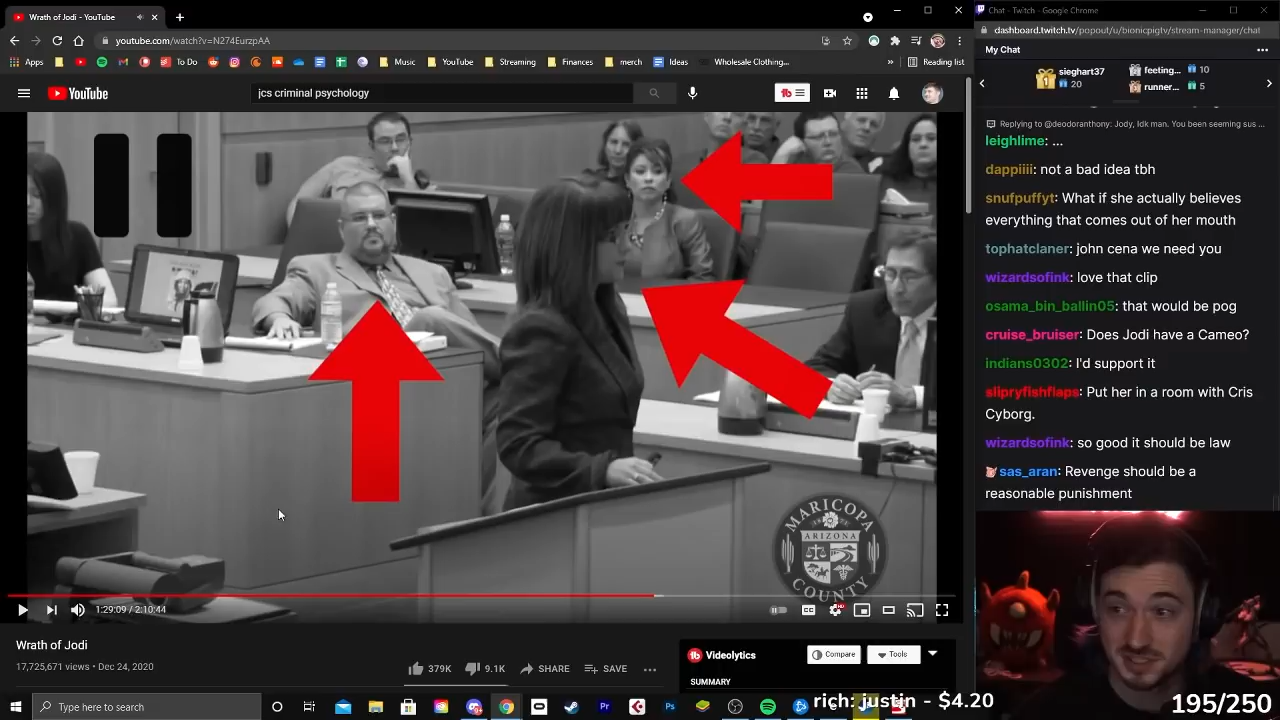 Wrath of Jodi - YouTube
Chat - Twitch - Google Chrome
youtube.com/watch?v=N274EurzpAA
dashboard.twitch.tv/popout/u/bionicpigtv/stream-manager/chat
Apps
To Do
Music
YouTube
Streaming
Finances
merch
Ideas
Wholesale Clothing...
Reading list
My Chat
YouTube
jcs criminal psychology
sieghart37
20
feeting...
10
runner...
5
Replying to @deodoranthony: Jody, Idk man. You been seeming sus ...
leighlime: ...
dappiiii: not a bad idea tbh
snufpuffyt: What if she actually believes
everything that comes out of her mouth
tophatclaner: john cena we need you
wizardsofink: love that clip
osama_bin_ballin05: that would be pog
cruise_bruiser: Does Jodi have a Cameo?
indians0302: I'd support it
slipryfishflaps: Put her in a room with Cris
Cyborg.
wizardsofink: so good it should be law
sas_aran: Revenge should be a
reasonable punishment
MARICOPA
ARIZONA
COUNTY
1:29:09 / 2:10:44
CC
HD
Wrath of Jodi
17,725,671 views • Dec 24, 2020
379K
9.1K
SHARE
SAVE
Videolytics
Compare
Tools
SUMMARY
Type here to search
Pr
Ps
rich: justin - $4.20
195/250